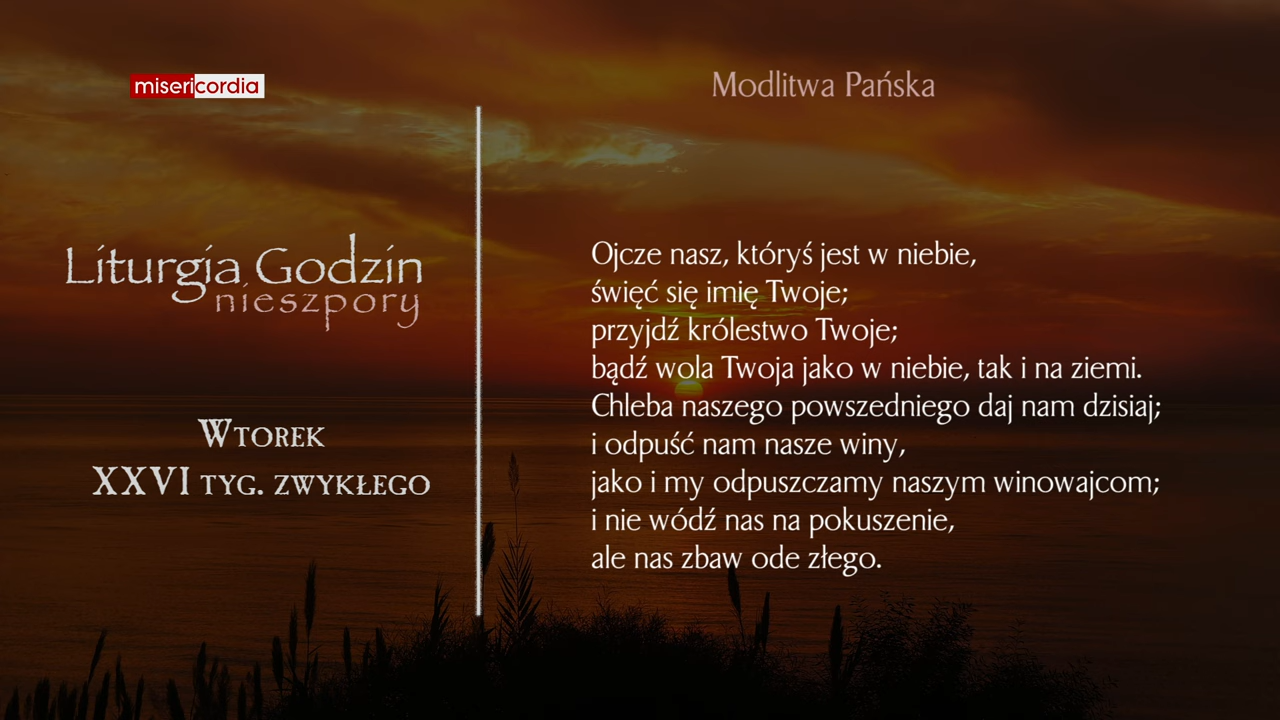 misericordia
Liturgia Godzin
nieszpory
Wtorek
XXVI tyg. zwykłego
Modlitwa Pańska
Ojcze nasz, któryś jest w niebie,
święć się imię Twoje;
przyjdź królestwo Twoje;
bądź wola Twoja jako w niebie, tak i na ziemi.
Chleba naszego powszedniego daj nam dzisiaj;
i odpuść nam nasze winy,
jako i my odpuszczamy naszym winowajcom;
i nie wódź nas na pokuszenie,
ale nas zbaw ode złego.